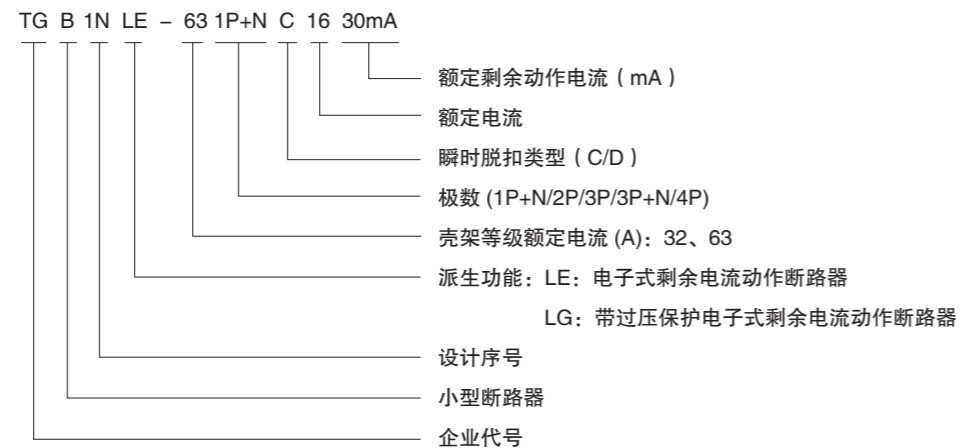 TG B 1N LE - 63 1P+N C 16 30mA
额定剩余动作电流（mA）
额定电流
瞬时脱扣类型（C/D）
极数 (1P+N/2P/3P/3P+N/4P)
壳架等级额定电流 (A)：32、63
派生功能：LE：电子式剩余电流动作断路器
LG：带过压保护电子式剩余电流动作断路器
设计序号
小型断路器
企业代号